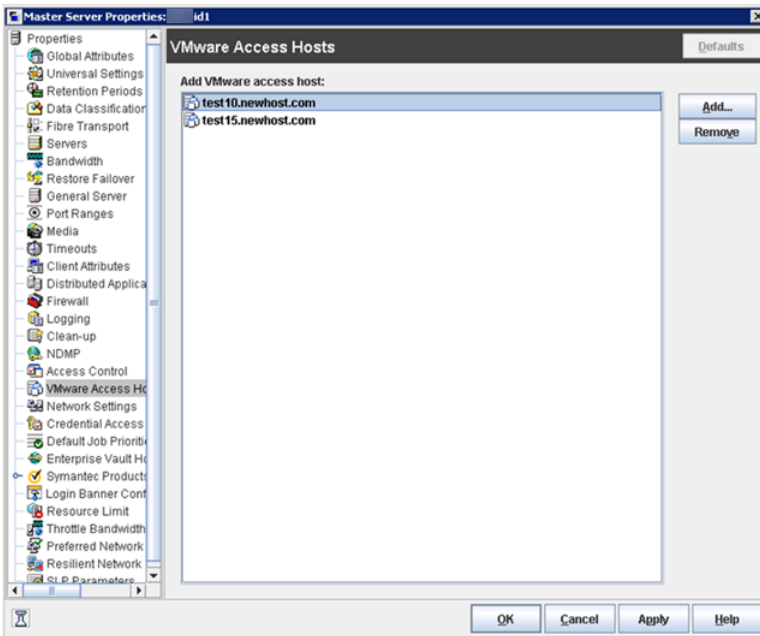 Master Server Properties: id1
Properties
Global Attributes
Universal Settings
Retention Periods
Data Classification
Fibre Transport
Servers
Bandwidth
Restore Failover
General Server
Port Ranges
Media
Timeouts
Client Attributes
Distributed Applica
Firewall
Logging
Clean-up
NDMP
Access Control
VMware Access Ho
Network Settings
Credential Access
Default Job Prioriti
Enterprise Vault Ho
Symantec Products
Login Banner Conf
Resource Limit
Throttle Bandwidth
Preferred Network
Resilient Network
SLP Parameters
VMware Access Hosts
Defaults
Add VMware access host:
test10.newhost.com
test15.newhost.com
Add...
Remove
OK
Cancel
Apply
Help